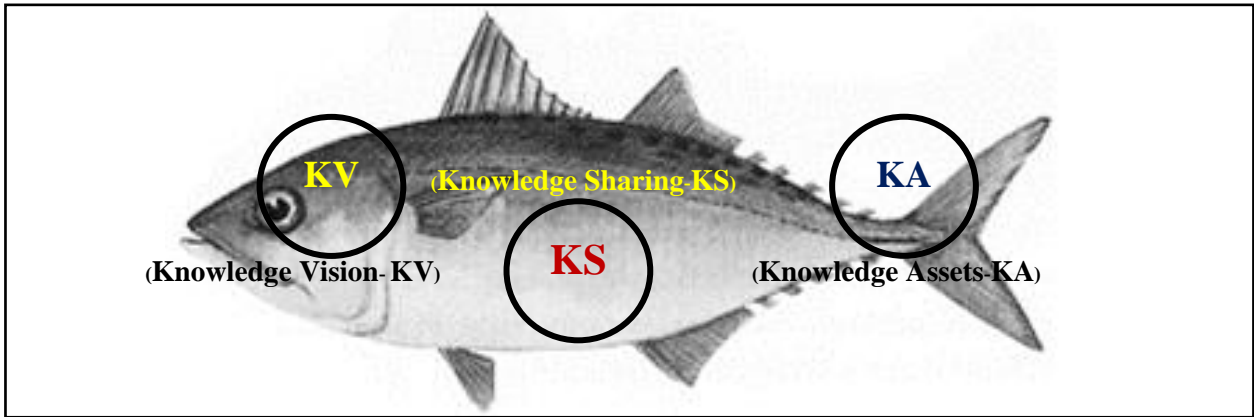 KV
(Knowledge Sharing-KS)
KA
KS
(Knowledge Vision- KV)
(Knowledge Assets-KA)